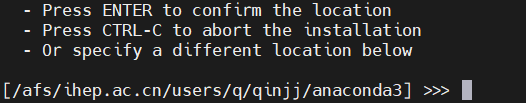 - Press ENTER to confirm the location
- Press CTRL-C to abort the installation
- Or specify a different location below
[/afs/ihep.ac.cn/users/q/qinjj/anaconda3] >>>